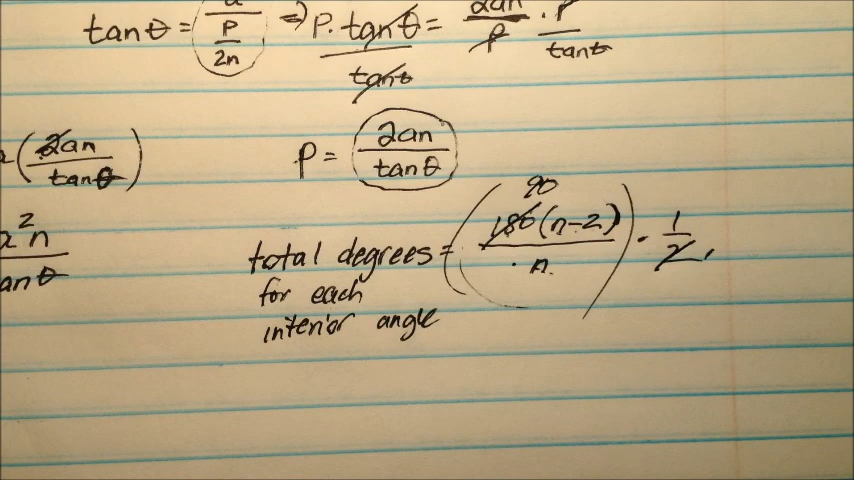 tanθ = a / (P / 2n) ⇒ P · tanθ / tanθ = 2an / P · P / tanθ
(2an / tanθ)
P = 2an / tanθ
a²n / tanθ
90
total degrees = (180(n-2) / n) · 1/2
for each
interior angle